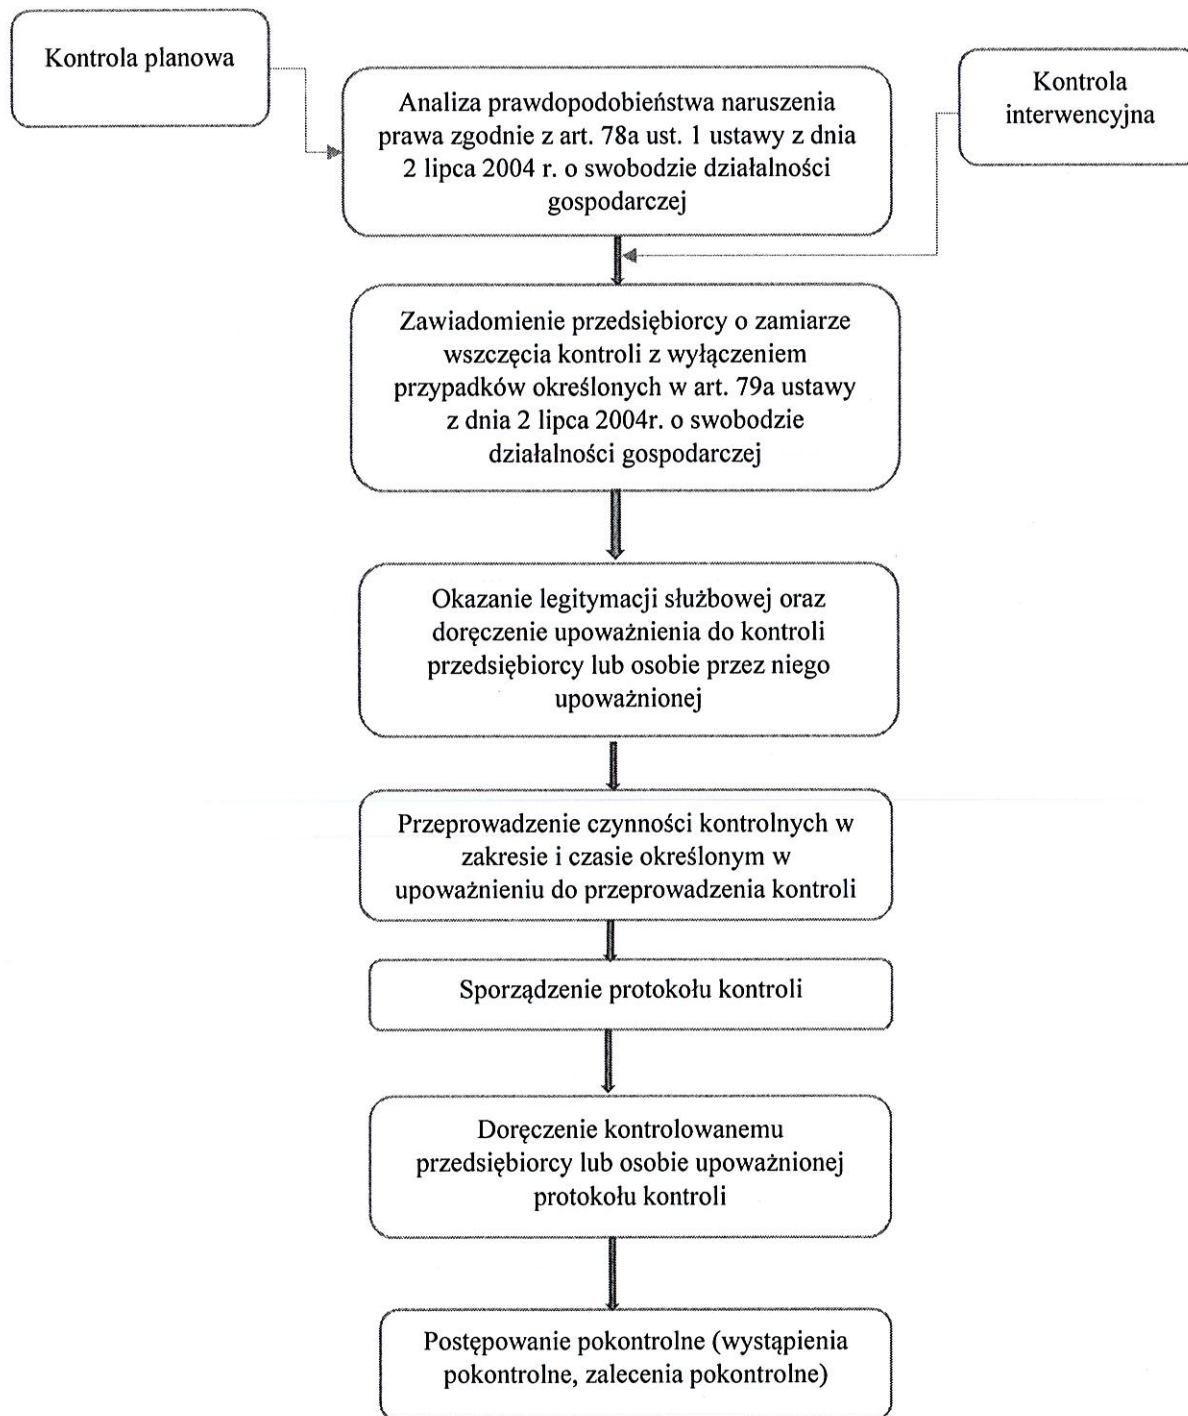 Kontrola planowa
Analiza prawdopodobieństwa naruszenia
prawa zgodnie z art. 78a ust. 1 ustawy z dnia
2 lipca 2004 r. o swobodzie działalności
gospodarczej
Kontrola
interwencyjna
Zawiadomienie przedsiębiorcy o zamiarze
wszczęcia kontroli z wyłączeniem
przypadków określonych w art. 79a ustawy
z dnia 2 lipca 2004r. o swobodzie
działalności gospodarczej
Okazanie legitymacji służbowej oraz
doręczenie upoważnienia do kontroli
przedsiębiorcy lub osobie przez niego
upoważnionej
Przeprowadzenie czynności kontrolnych w
zakresie i czasie określonym w
upoważnieniu do przeprowadzenia kontroli
Sporządzenie protokołu kontroli
Doręczenie kontrolowanemu
przedsiębiorcy lub osobie upoważnionej
protokołu kontroli
Postępowanie pokontrolne (wystąpienia
pokontrolne, zalecenia pokontrolne)